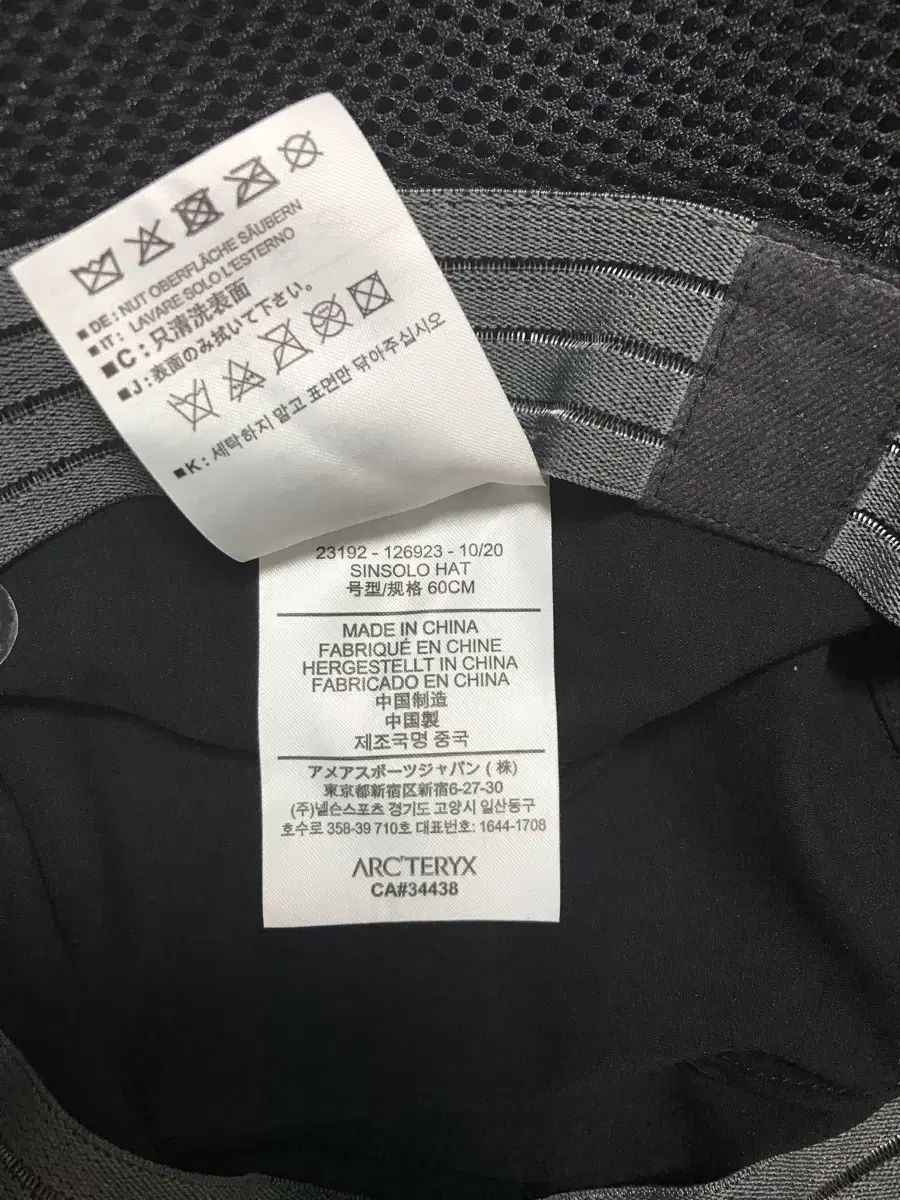 ■DE: NUT OBERFLÄCHE SÄUBERN
■IT: LAVARE SOLO L'ESTERNO
■C: 只清洗表面
■J: 表面のみ拭いて下さい。
■K: 세탁하지 말고 표면만 닦아주십시오
23192 - 126923 - 10/20
SINSOLO HAT
号型/规格 60CM
MADE IN CHINA
FABRIQUÉ EN CHINE
HERGESTELLT IN CHINA
FABRICADO EN CHINA
中国制造
中国製
제조국명 중국
アメアスポーツジャパン (株)
東京都新宿区新宿6-27-30
(주)넬슨스포츠 경기도 고양시 일산동구
호수로 358-39 710호 대표번호: 1644-1708
ARC'TERYX
CA#34438